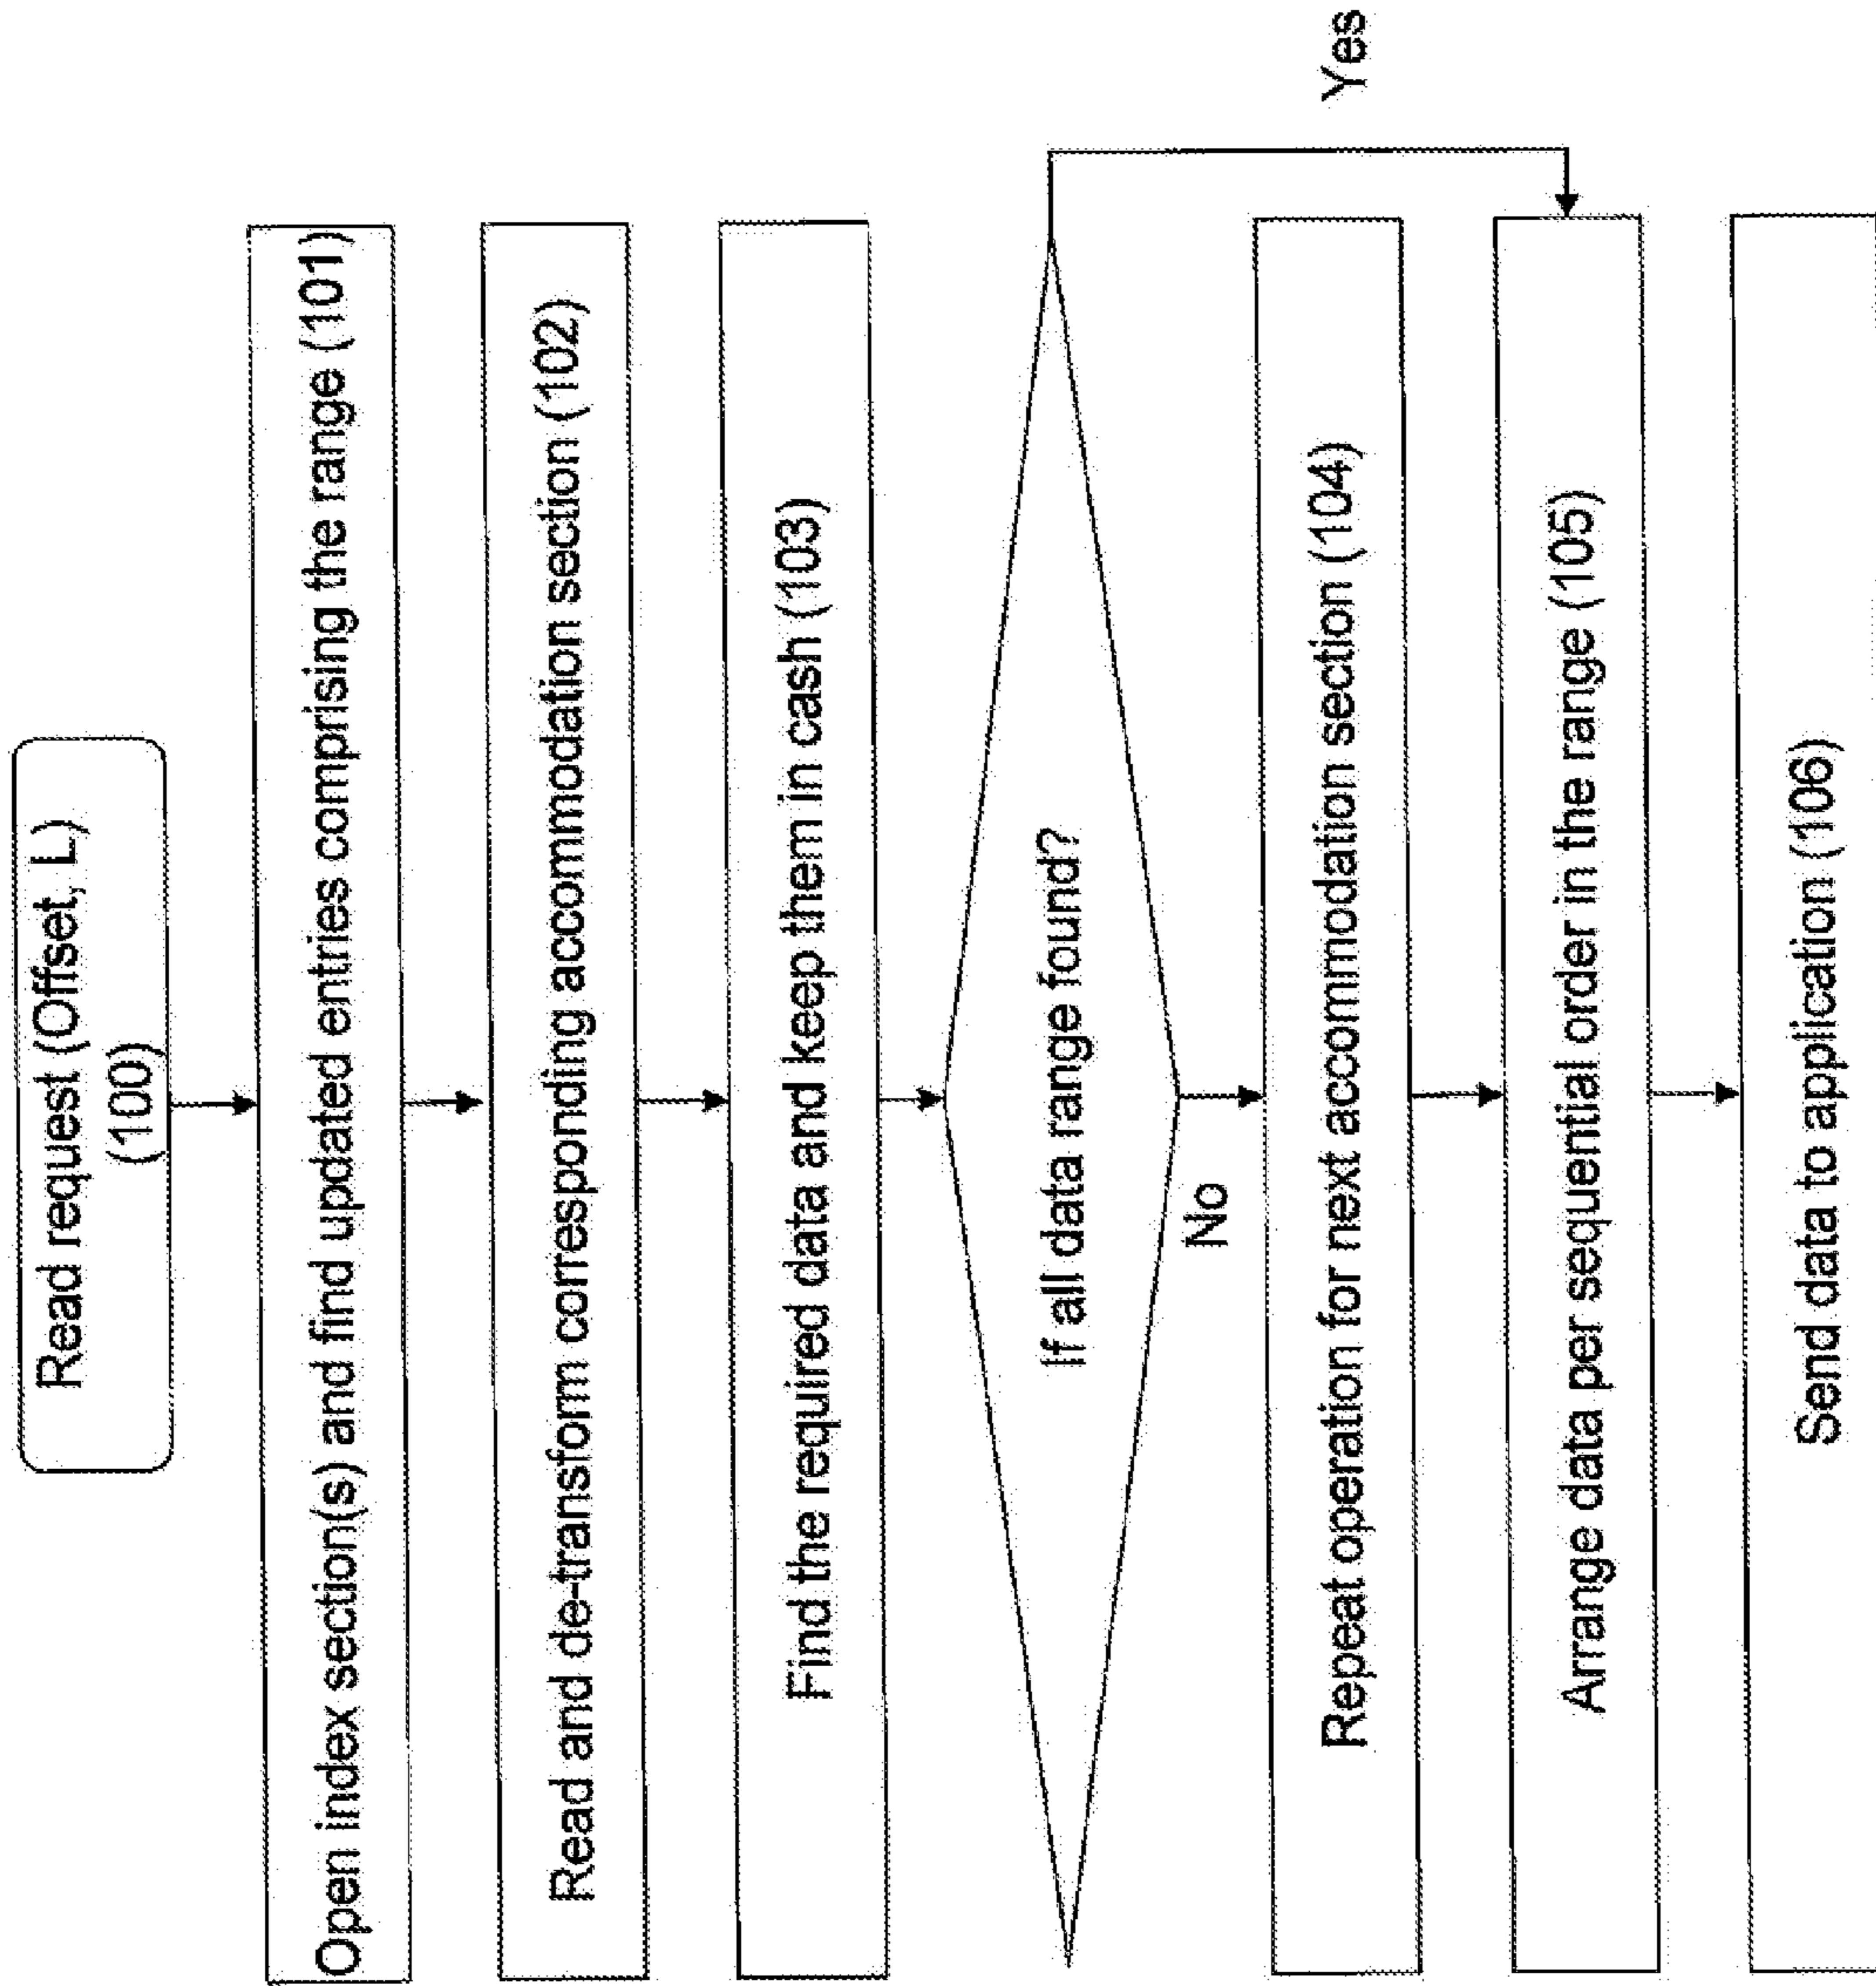 Read request (Offset, L)
(100)
Open index section(s) and find updated entries comprising the range (101)
Read and de-transform corresponding accommodation section (102)
Find the required data and keep them in cash (103)
If all data range found?
Yes
No
Repeat operation for next accommodation section (104)
Arrange data per sequential order in the range (105)
Send data to application (106)